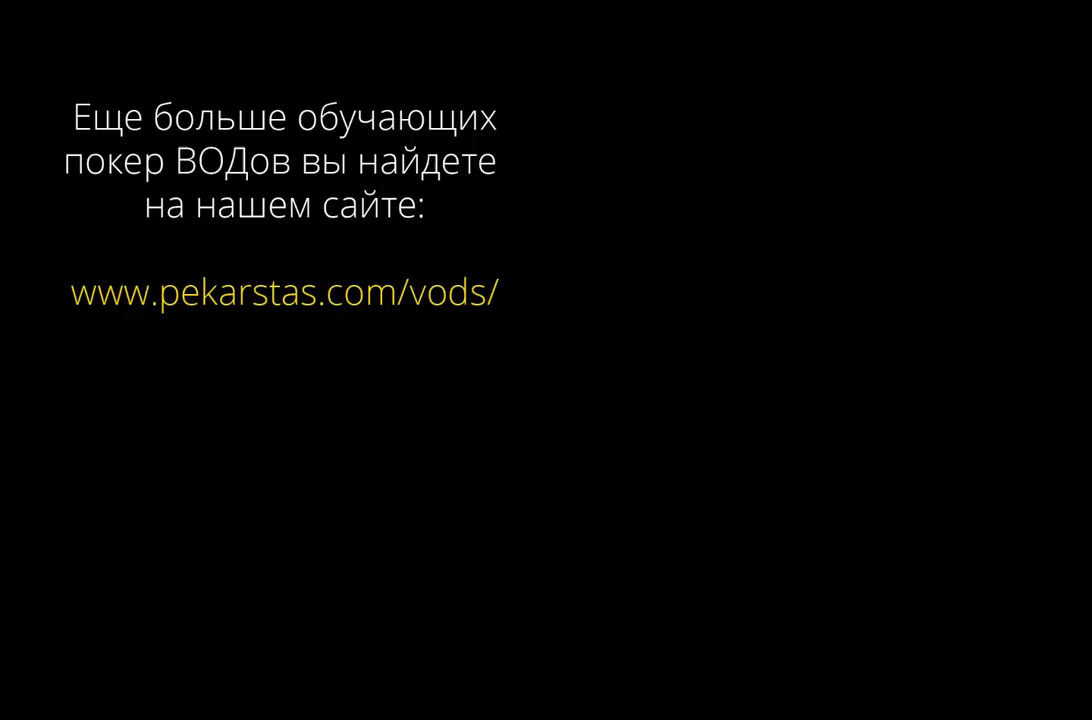 Еще больше обучающих
покер ВОДов вы найдете
на нашем сайте:
www.pekarstas.com/vods/